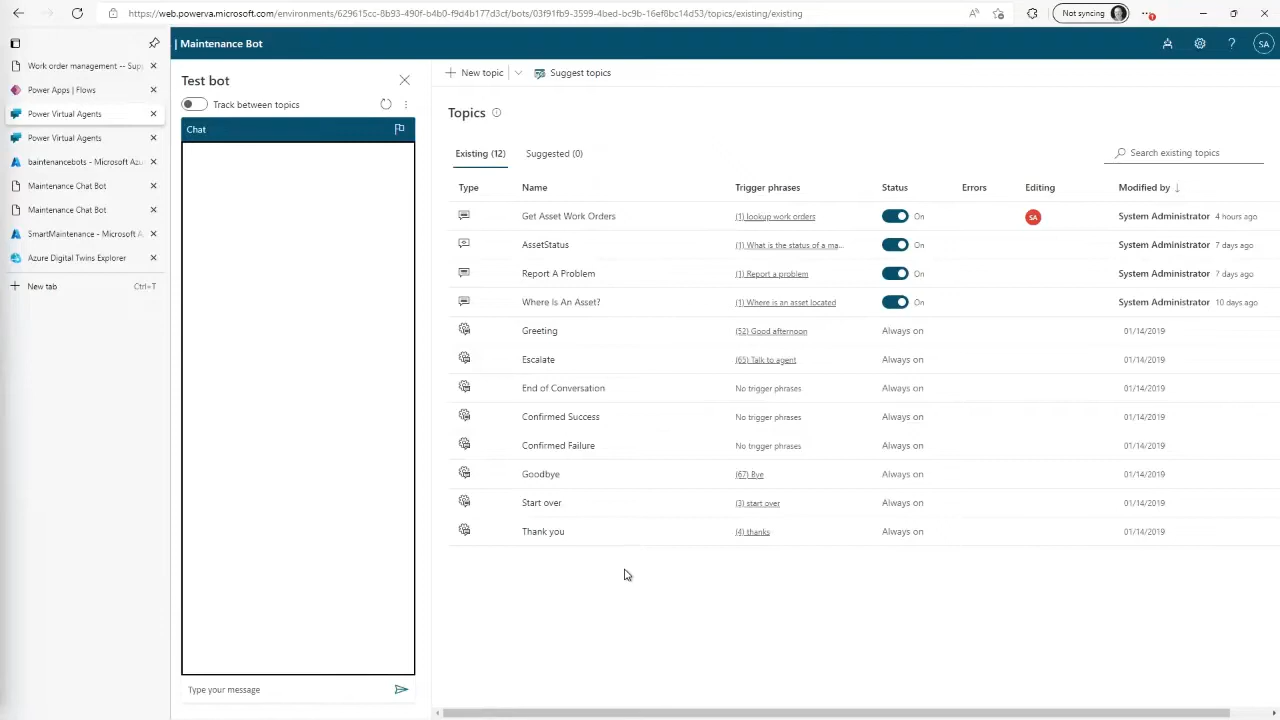 https://web.powerva.microsoft.com/environments/629615cc-8b93-490f-b4b0-f9d4b177d3cf/bots/03f91fb9-3599-4bed-bc9b-16ef6bc14d53/topics/existing/existing
Not syncing
| Maintenance Bot
SA
Work order management -- Sup
Power Apps | Flows
Power Virtual Agents
Power Virtual Agents
baintenancebots - Microsoft Azu
Maintenance Chat Bot
Maintenance Chat Bot
SmartMaintenance - Microsoft A
Azure Digital Twins Explorer
New tab Ctrl+T
Test bot
Track between topics
Chat
Type your message
New topic Suggest topics
Topics
Existing (12) Suggested (0) Search existing topics
Type Name Trigger phrases Status Errors Editing Modified by ↓
Get Asset Work Orders (1) lookup work orders On SA System Administrator 4 hours ago
AssetStatus (1) What is the status of a ma... On System Administrator 7 days ago
Report A Problem (1) Report a problem On System Administrator 7 days ago
Where Is An Asset? (1) Where is an asset located On System Administrator 10 days ago
Greeting (52) Good afternoon Always on 01/14/2019
Escalate (65) Talk to agent Always on 01/14/2019
End of Conversation No trigger phrases Always on 01/14/2019
Confirmed Success No trigger phrases Always on 01/14/2019
Confirmed Failure No trigger phrases Always on 01/14/2019
Goodbye (67) Bye Always on 01/14/2019
Start over (3) start over Always on 01/14/2019
Thank you (4) thanks Always on 01/14/2019